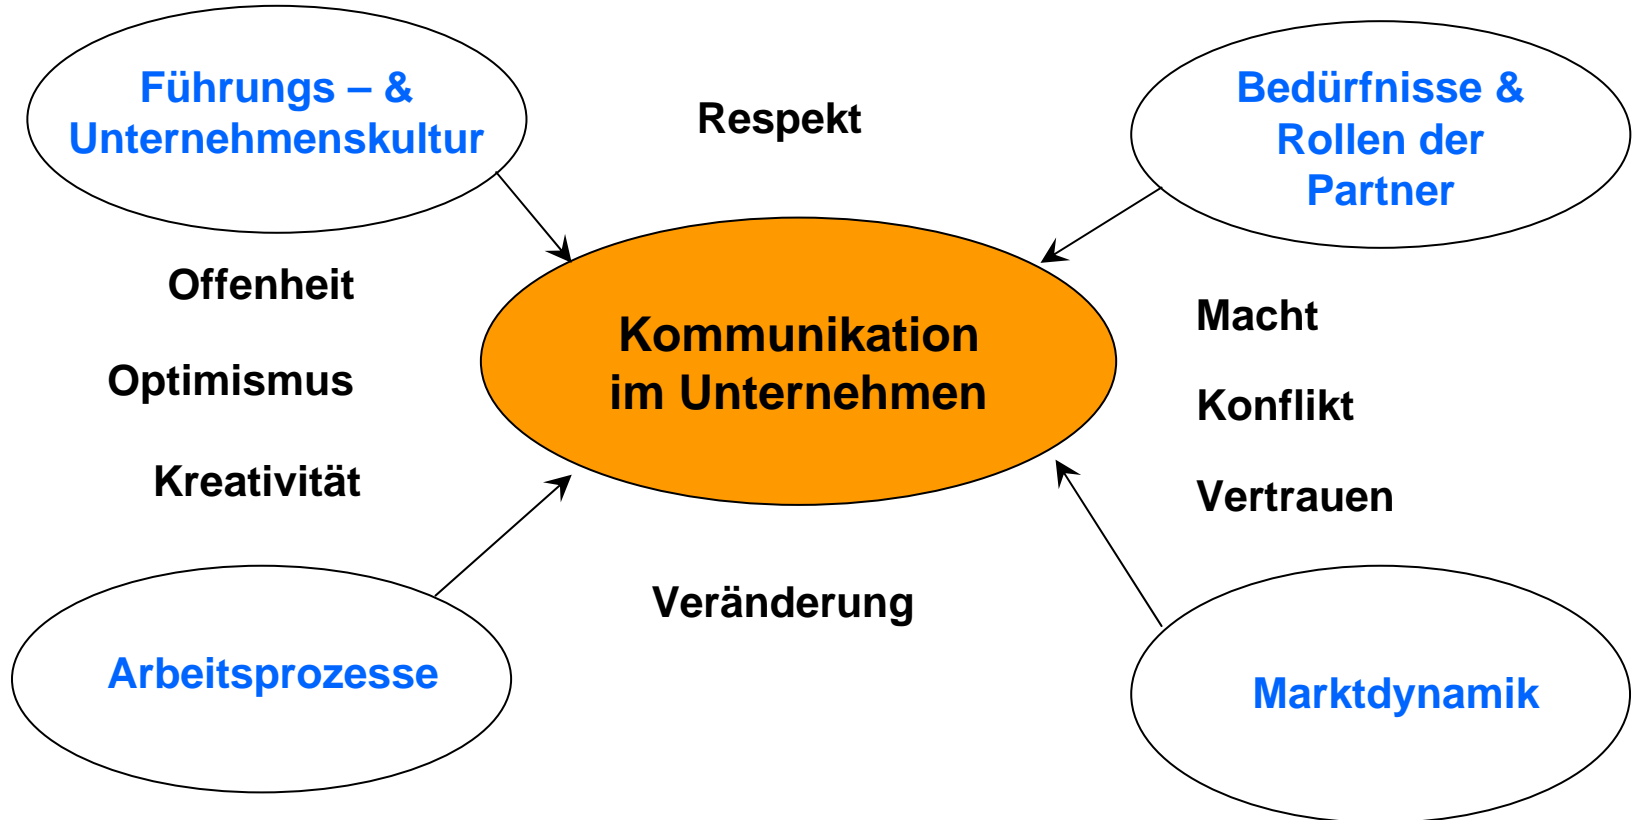 Führungs – &
Unternehmenskultur
Respekt
Bedürfnisse &
Rollen der
Partner
Offenheit
Optimismus
Kreativität
Kommunikation
im Unternehmen
Macht
Konflikt
Vertrauen
Veränderung
Arbeitsprozesse
Marktdynamik